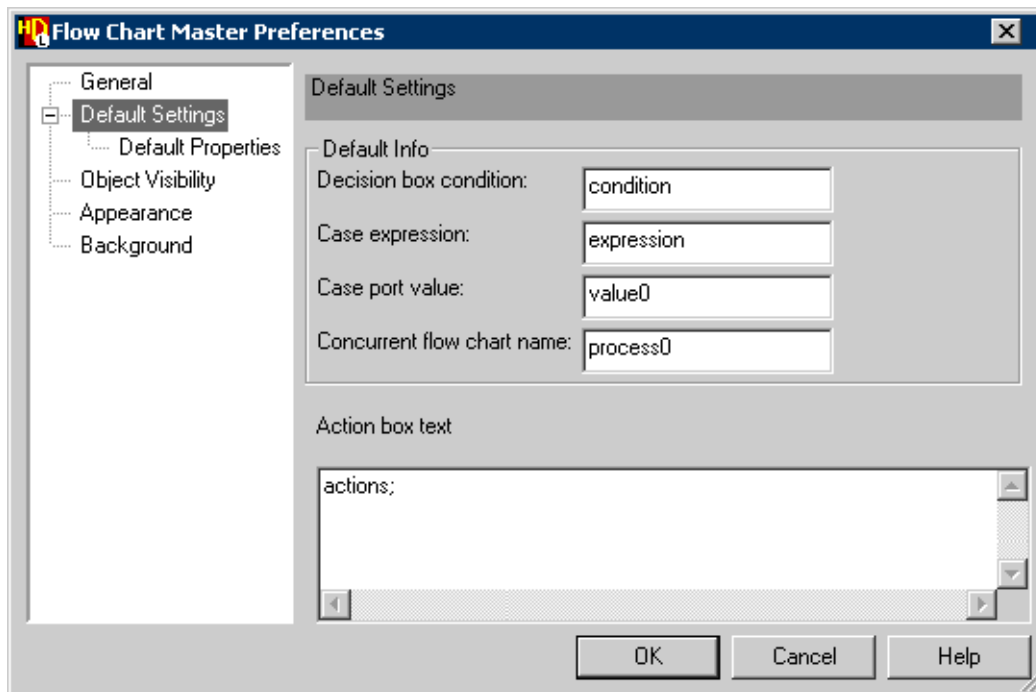 HDL Flow Chart Master Preferences
General
Default Settings
Default Properties
Object Visibility
Appearance
Background
Default Settings
Default Info
Decision box condition: condition
Case expression: expression
Case port value: value0
Concurrent flow chart name: process0
Action box text
actions;
OK Cancel Help